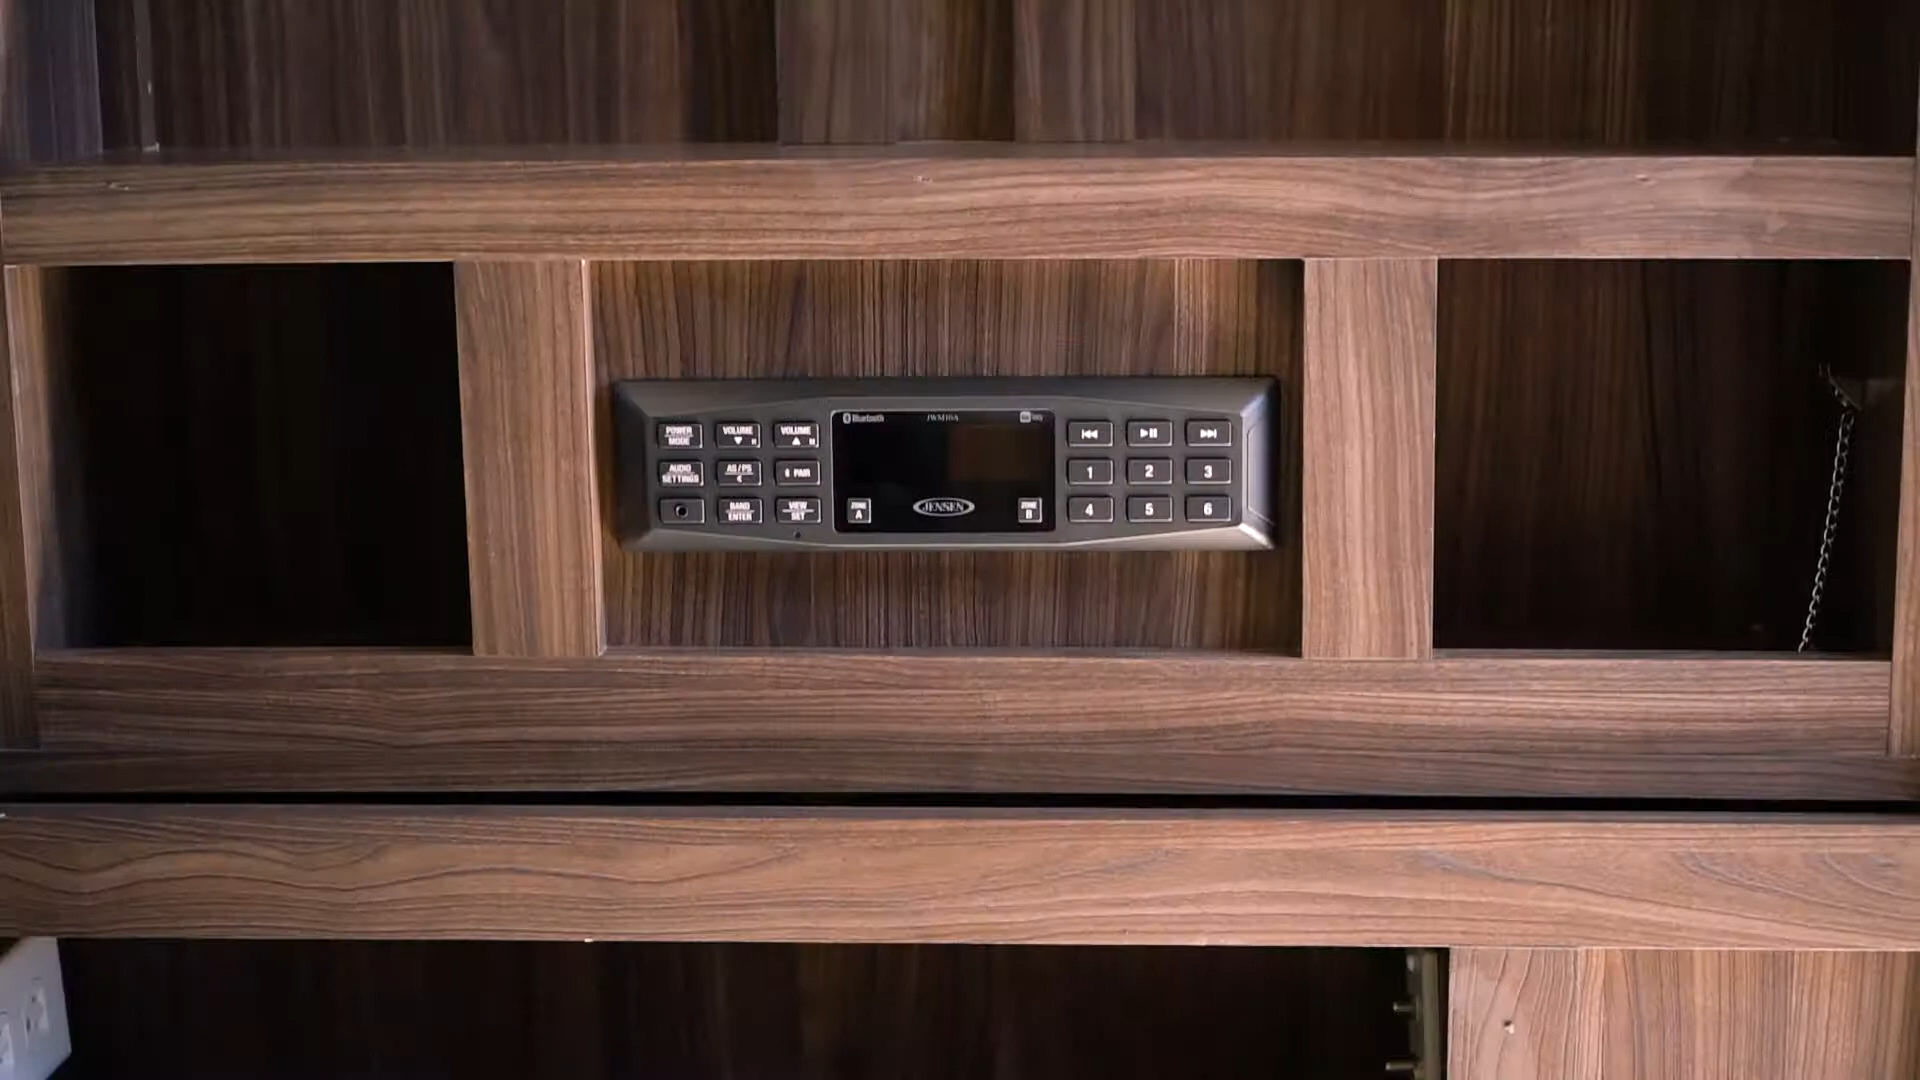 Bluetooth
JWM10A
POWER
MODE
VOLUME
VOLUME
AUDIO
SETTINGS
AS/PS
PAIR
BAND
ENTER
VIEW
SET
ZONE
A
JENSEN
ZONE
B
1
2
3
4
5
6